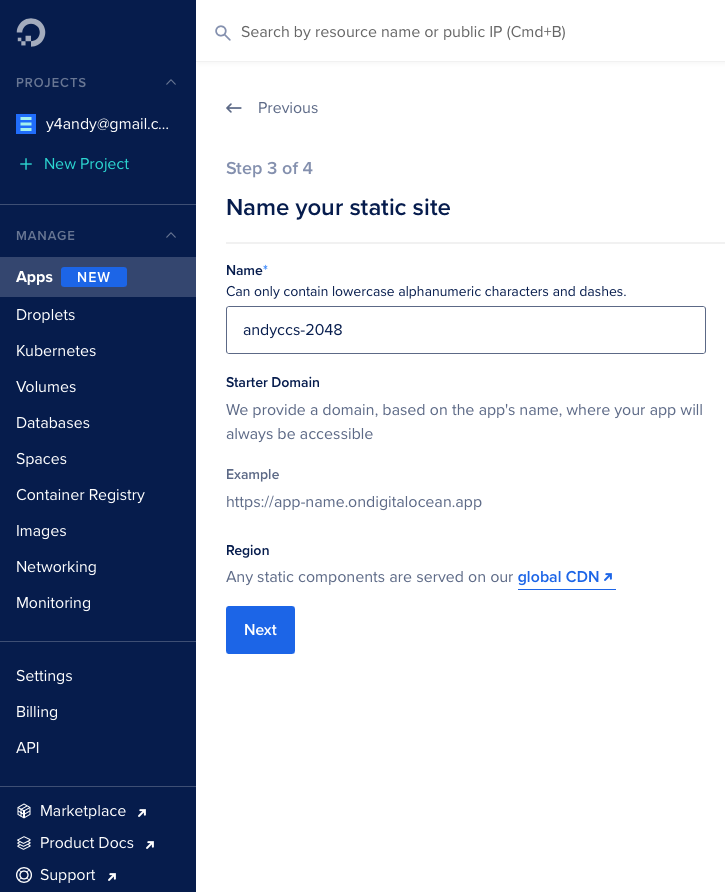 PROJECTS
y4andy@gmail.c...
+ New Project
MANAGE
Apps NEW
Droplets
Kubernetes
Volumes
Databases
Spaces
Container Registry
Images
Networking
Monitoring
Settings
Billing
API
Marketplace
Product Docs
Support
Search by resource name or public IP (Cmd+B)
Previous
Step 3 of 4
Name your static site
Name*
Can only contain lowercase alphanumeric characters and dashes.
andyccs-2048
Starter Domain
We provide a domain, based on the app's name, where your app will
always be accessible
Example
https://app-name.ondigitalocean.app
Region
Any static components are served on our global CDN
Next